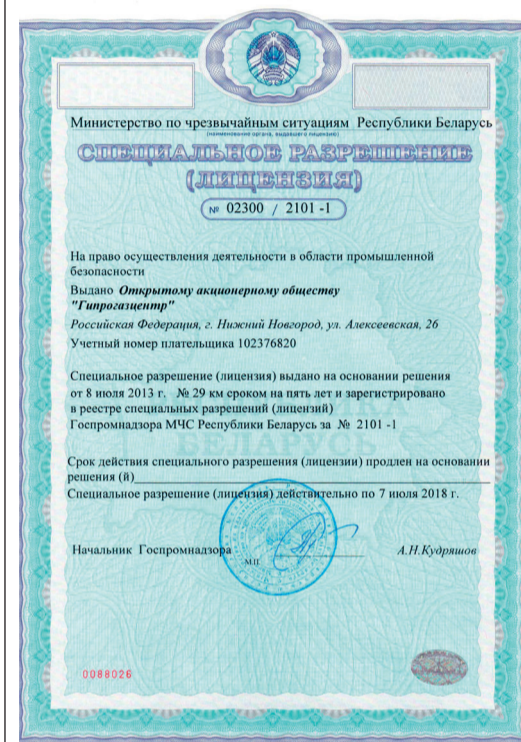 Министерство по чрезвычайным ситуациям Республики Беларусь
(наименование органа, выдавшего лицензию)
СПЕЦИАЛЬНОЕ РАЗРЕШЕНИЕ
(ЛИЦЕНЗИЯ)
№ 02300 / 2101 -1
На право осуществления деятельности в области промышленной
безопасности
Выдано Открытому акционерному обществу
"Гипрогазцентр"
Российская Федерация, г. Нижний Новгород, ул. Алексеевская, 26
Учетный номер плательщика 102376820
Специальное разрешение (лицензия) выдано на основании решения
от 8 июля 2013 г. № 29 км сроком на пять лет и зарегистрировано
в реестре специальных разрешений (лицензий)
Госпромнадзора МЧС Республики Беларусь за № 2101 -1
БЕЛАРУСЬ
Срок действия специального разрешения (лицензии) продлен на основании
решения (й)
Специальное разрешение (лицензия) действительно по 7 июля 2018 г.
Начальник Госпромнадзора
МП
А.Н.Кудряшов
0088026